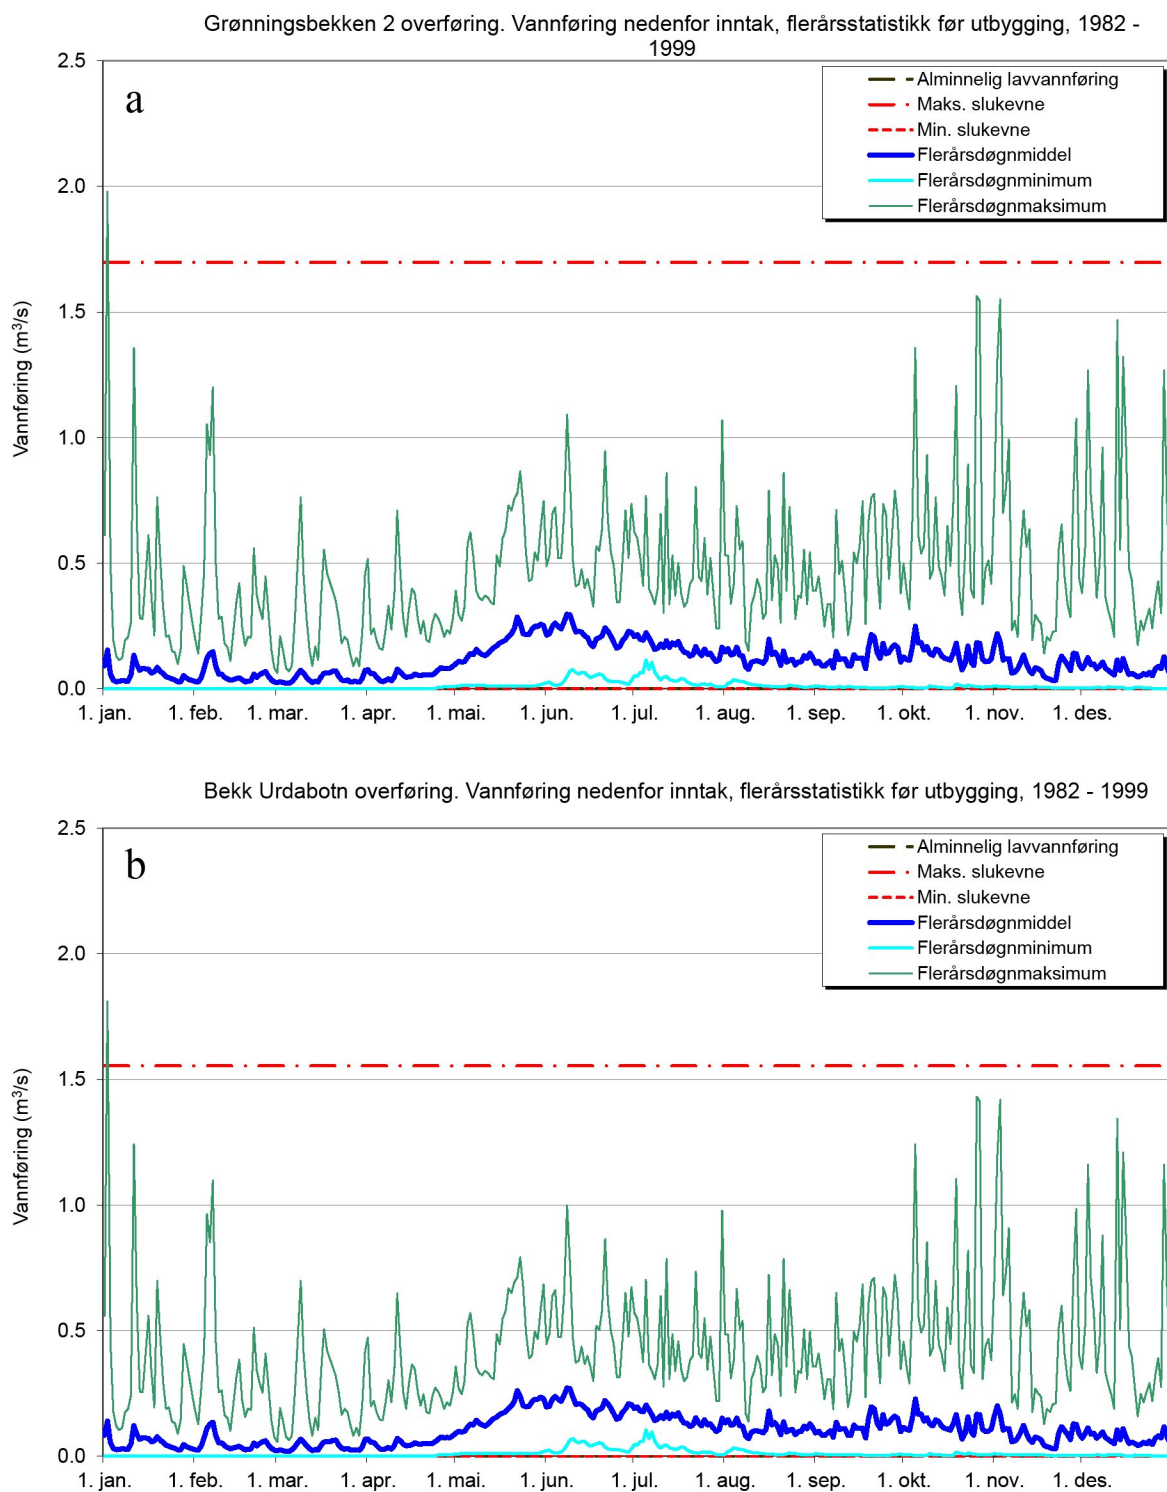 Grønningsbekken 2 overføring. Vannføring nedenfor inntak, flerårsstatistikk før utbygging, 1982 -
1999
2.5
a
Alminnelig lavvannføring
Maks. slukevne
Min. slukevne
Flerårsdøgnmiddel
Flerårsdøgnminimum
Flerårsdøgnmaksimum
2.0
1.5
Vannføring (m³/s)
1.0
0.5
0.0
1. jan. 1. feb. 1. mar. 1. apr. 1. mai 1. jun. 1. jul. 1. aug. 1. sep. 1. okt. 1. nov. 1. des.
Bekk Urdabotn overføring. Vannføring nedenfor inntak, flerårsstatistikk før utbygging, 1982 - 1999
2.5
b
Alminnelig lavvannføring
Maks. slukevne
Min. slukevne
Flerårsdøgnmiddel
Flerårsdøgnminimum
Flerårsdøgnmaksimum
2.0
1.5
Vannføring (m³/s)
1.0
0.5
0.0
1. jan. 1. feb. 1. mar. 1. apr. 1. mai 1. jun. 1. jul. 1. aug. 1. sep. 1. okt. 1. nov. 1. des.